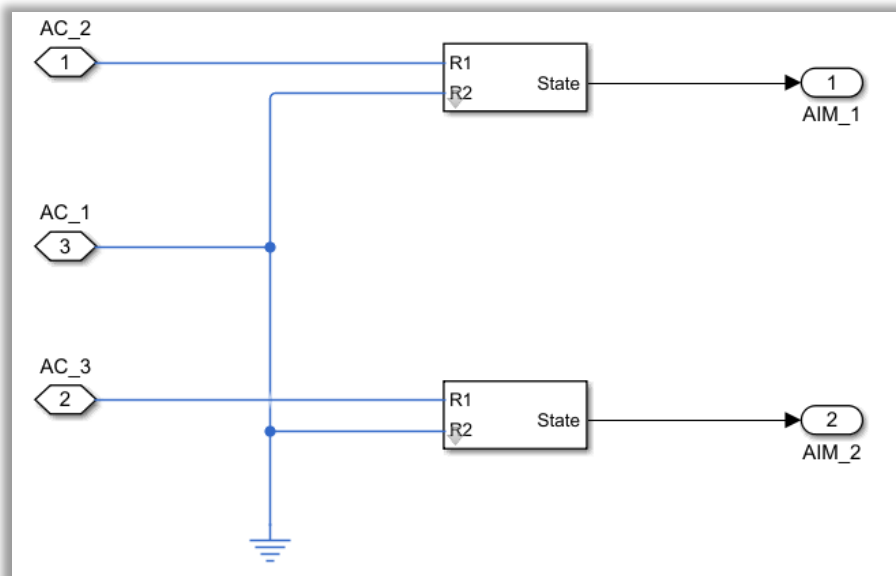 AC_2
1
R1
R2
State
1
AIM_1
AC_1
3
AC_3
2
R1
R2
State
2
AIM_2